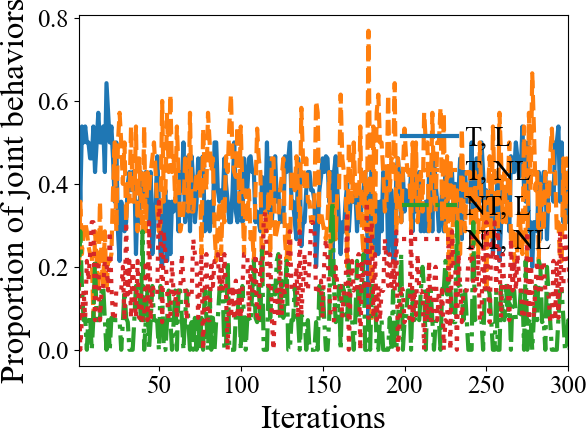 Proportion of joint behaviors
0.8
0.6
0.4
0.2
0.0
T, L
T, NL
NT, L
NT, NL
50
100
150
200
250
300
Iterations